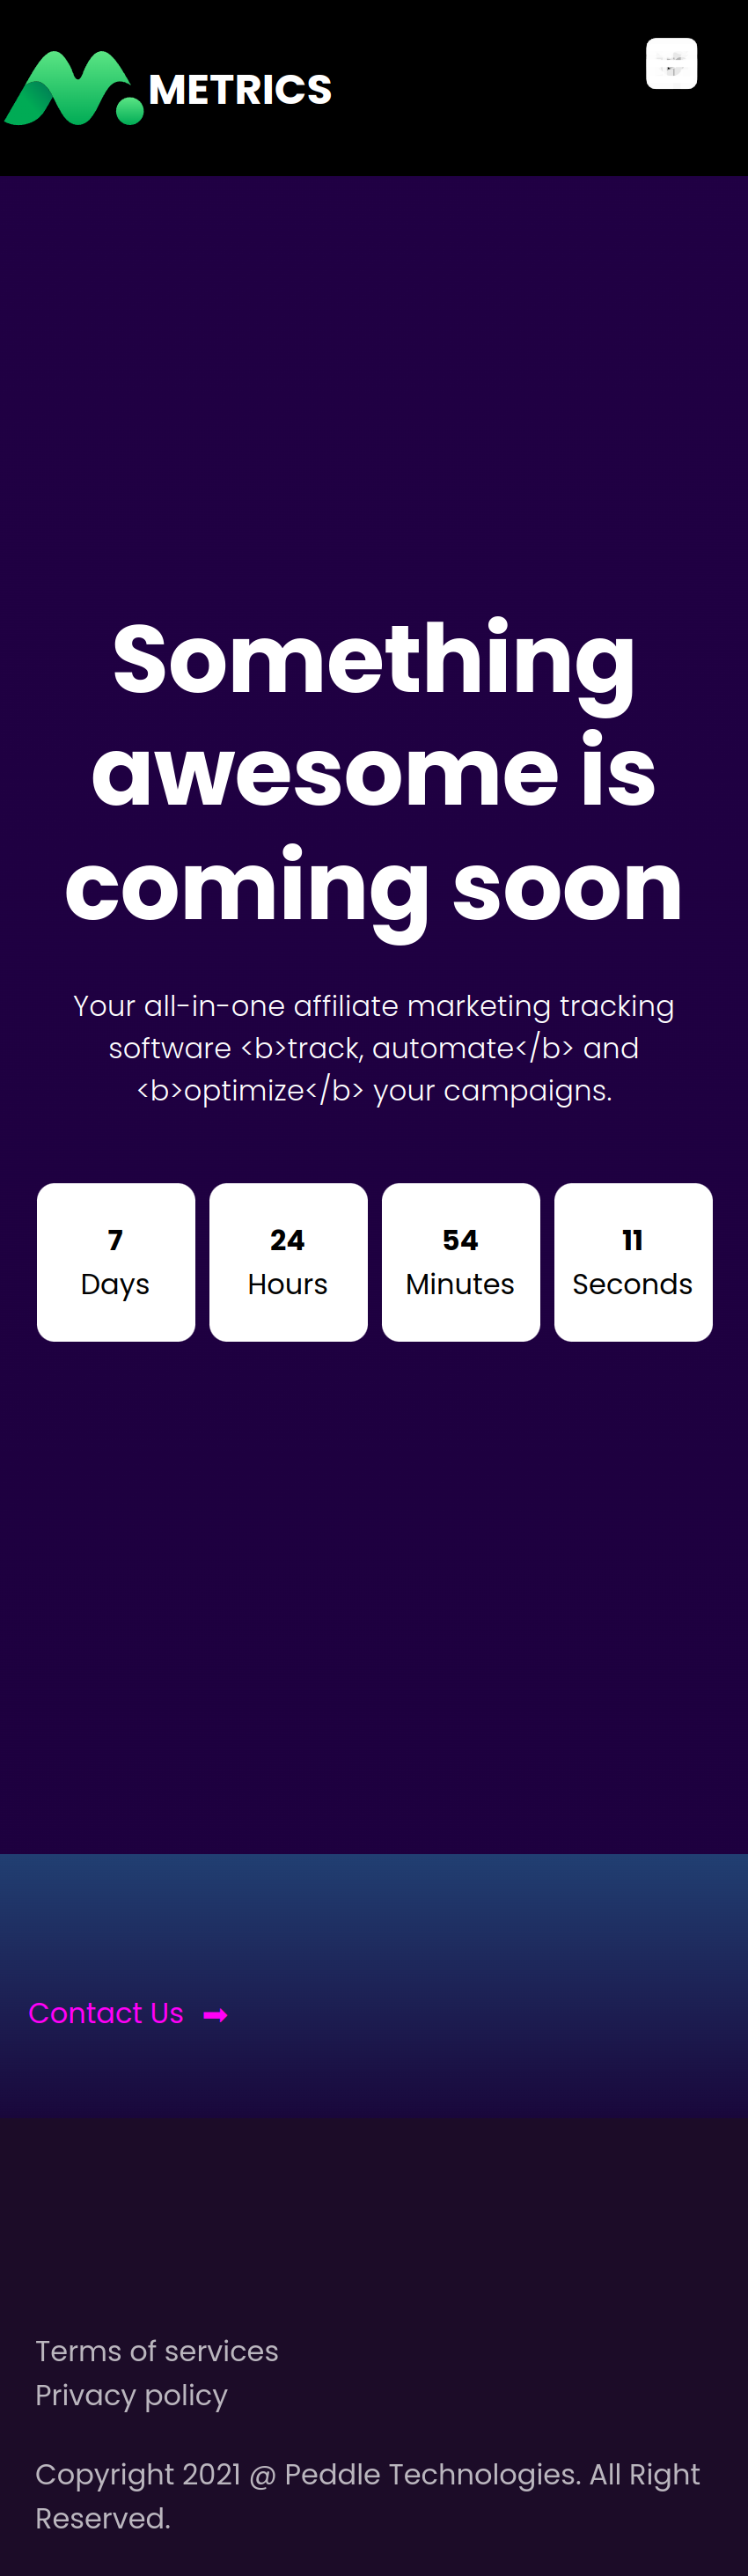 METRICS
Something
awesome is
coming soon
Your all-in-one affiliate marketing tracking
software <b>track, automate</b> and
<b>optimize</b> your campaigns.
7 24 54 11
Days Hours Minutes Seconds
Contact Us ➡
Terms of services
Privacy policy
Copyright 2021 @ Peddle Technologies. All Right
Reserved.